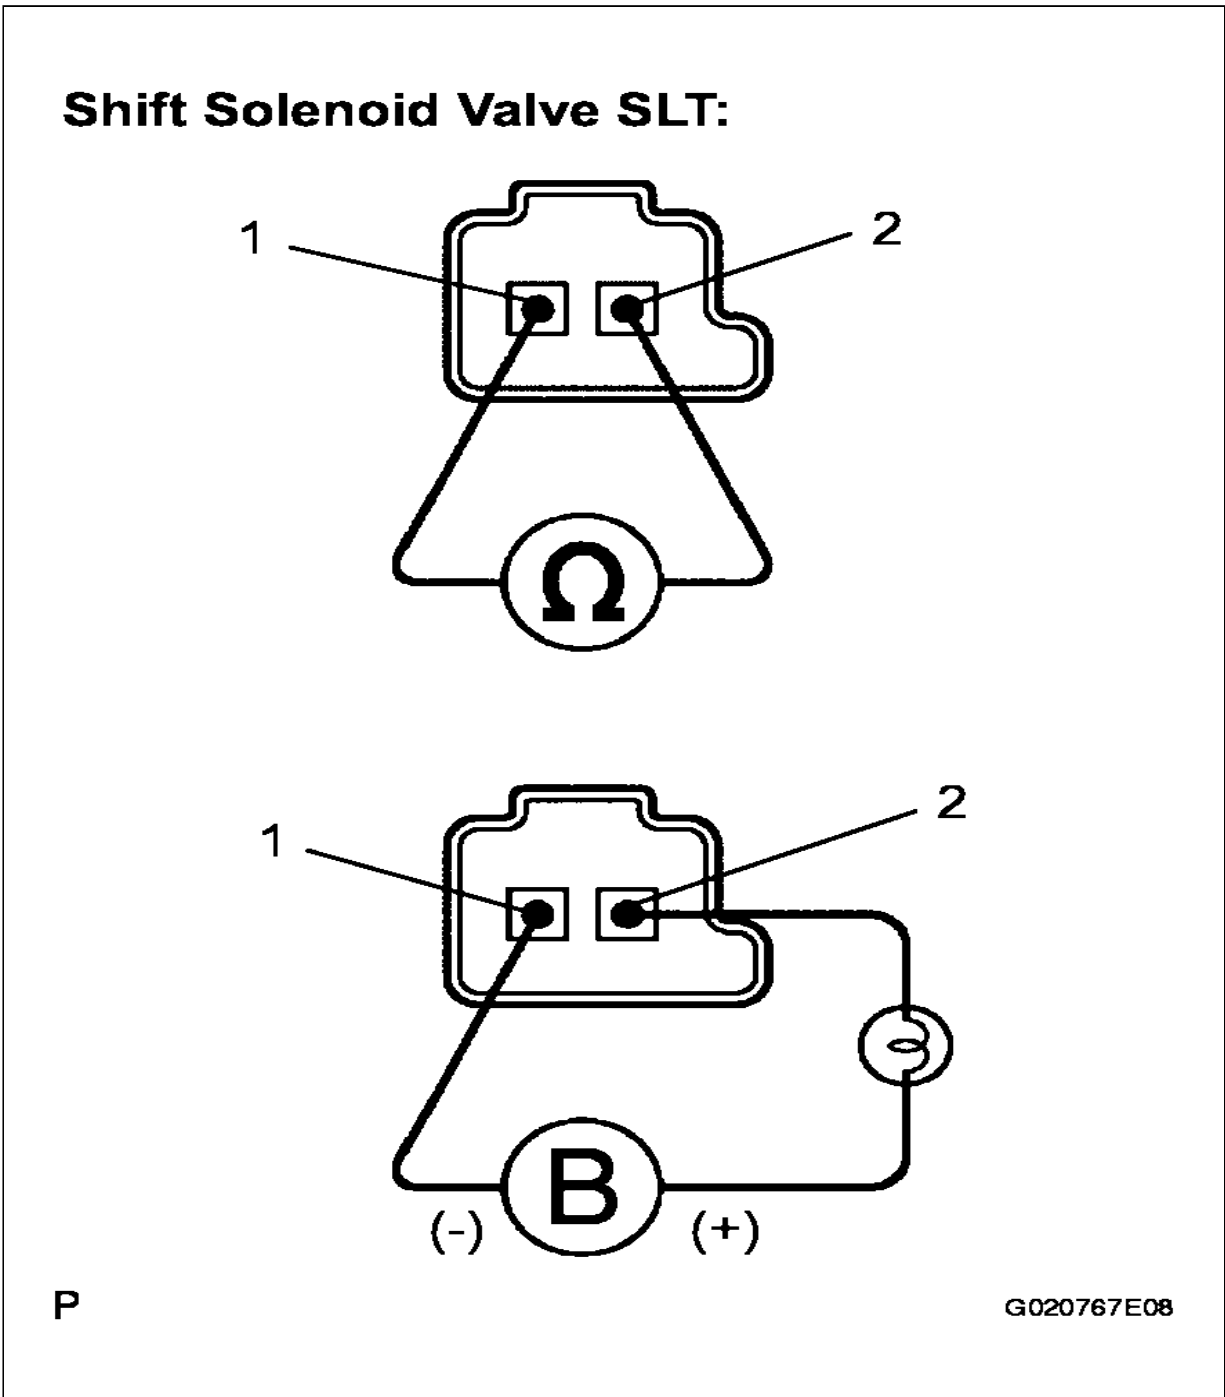 Shift Solenoid Valve SLT:
1
2
Ω
1
2
B
(-)
(+)
P
G020767E08